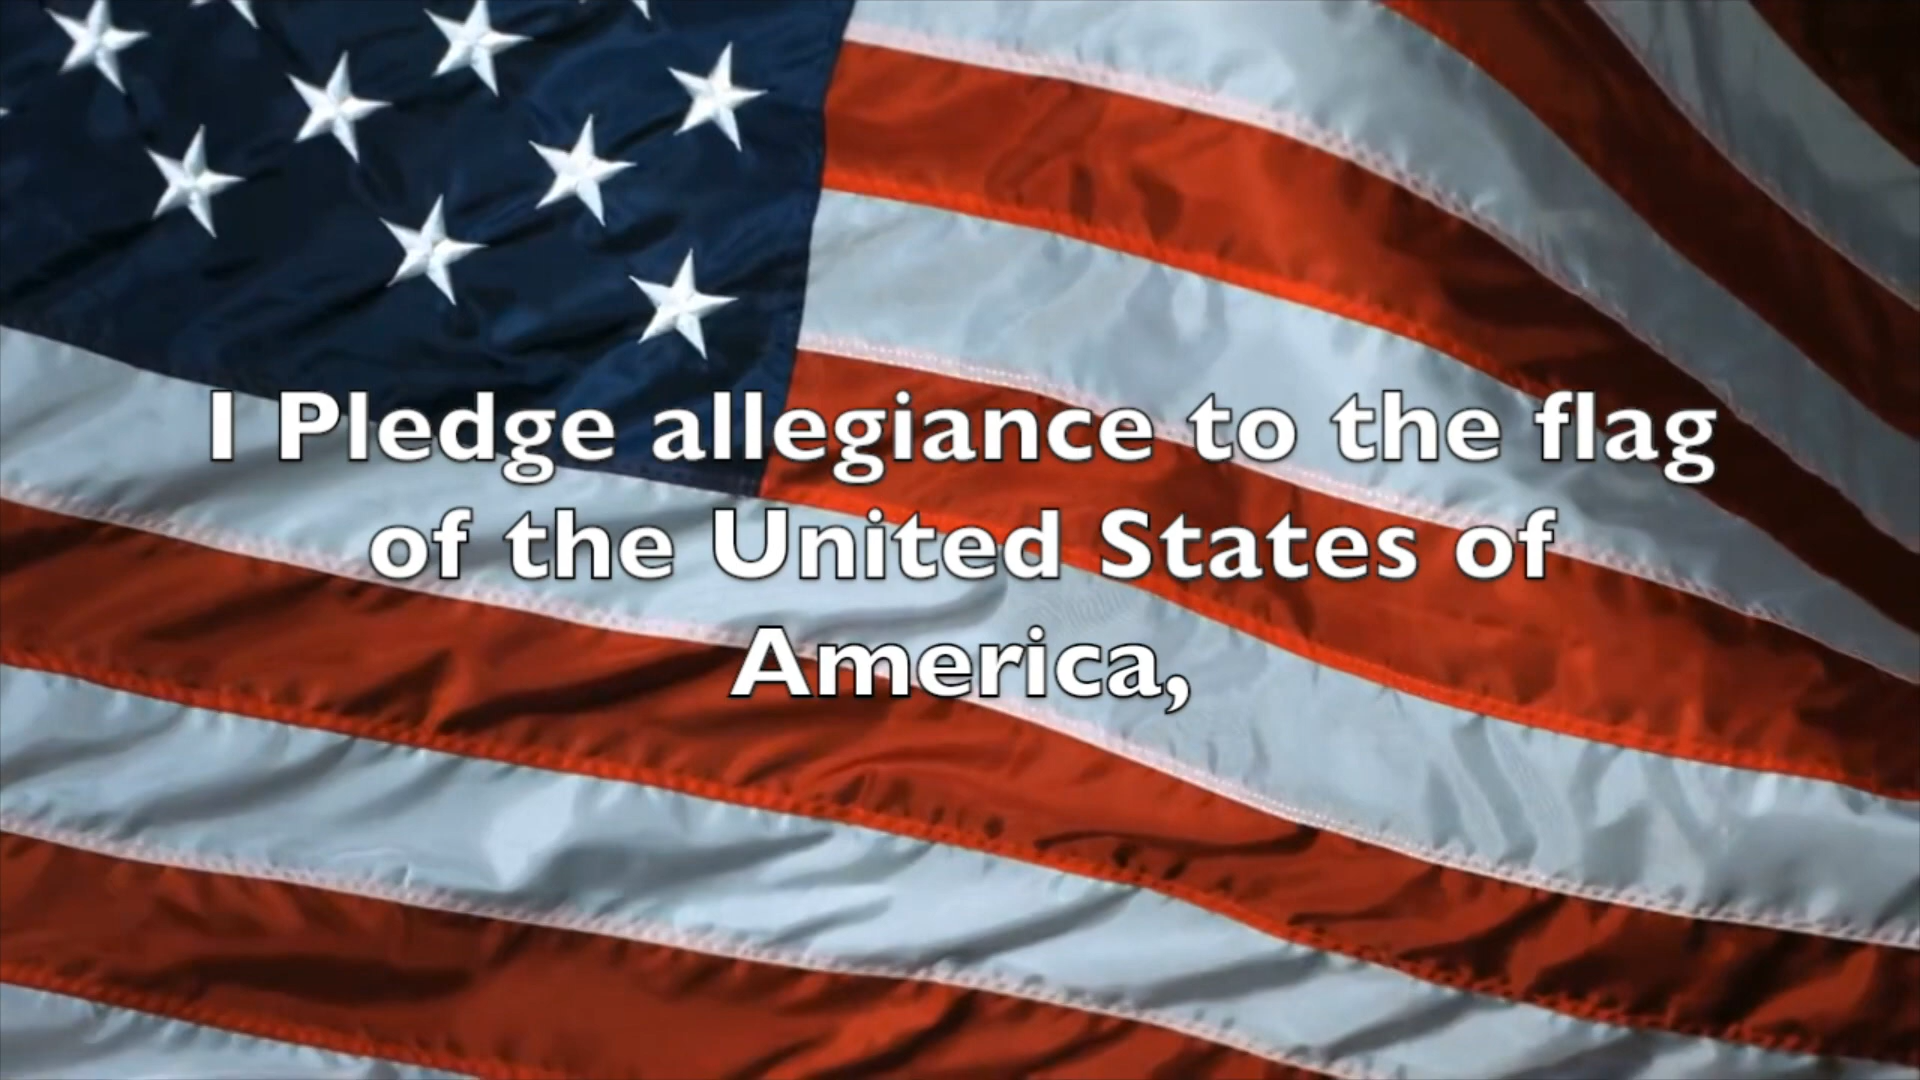 I Pledge allegiance to the flag
of the United States of
America,